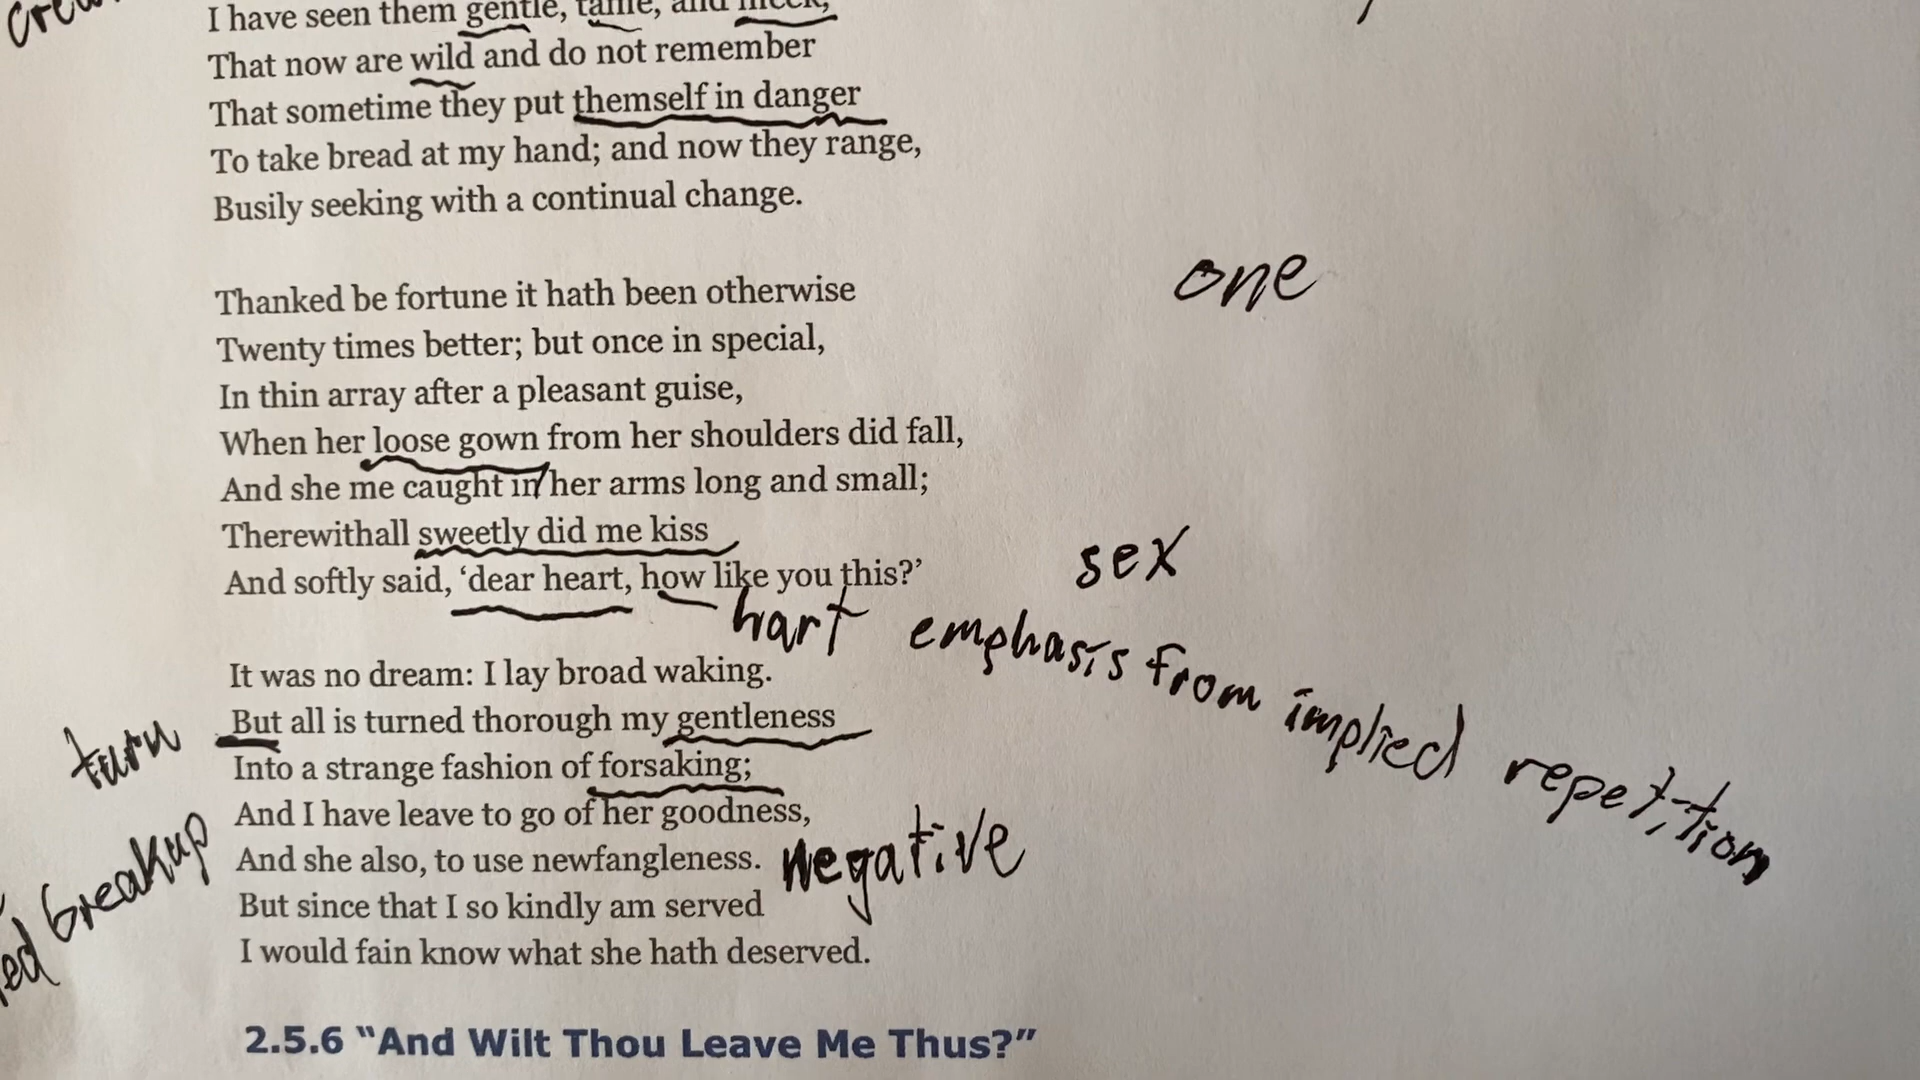 I have seen them gentle, tame, and meek,
That now are wild and do not remember
That sometime they put themself in danger
To take bread at my hand; and now they range,
Busily seeking with a continual change.
one
Thanked be fortune it hath been otherwise
Twenty times better; but once in special,
In thin array after a pleasant guise,
When her loose gown from her shoulders did fall,
And she me caught in her arms long and small;
Therewithall sweetly did me kiss
And softly said, ‘dear heart, how like you this?’
sex
hart emphasis from implied repetition
It was no dream: I lay broad waking.
turn
But all is turned thorough my gentleness
Into a strange fashion of forsaking;
And I have leave to go of her goodness,
breakup
And she also, to use newfangleness.
negative
But since that I so kindly am served
I would fain know what she hath deserved.
2.5.6 “And Wilt Thou Leave Me Thus?”